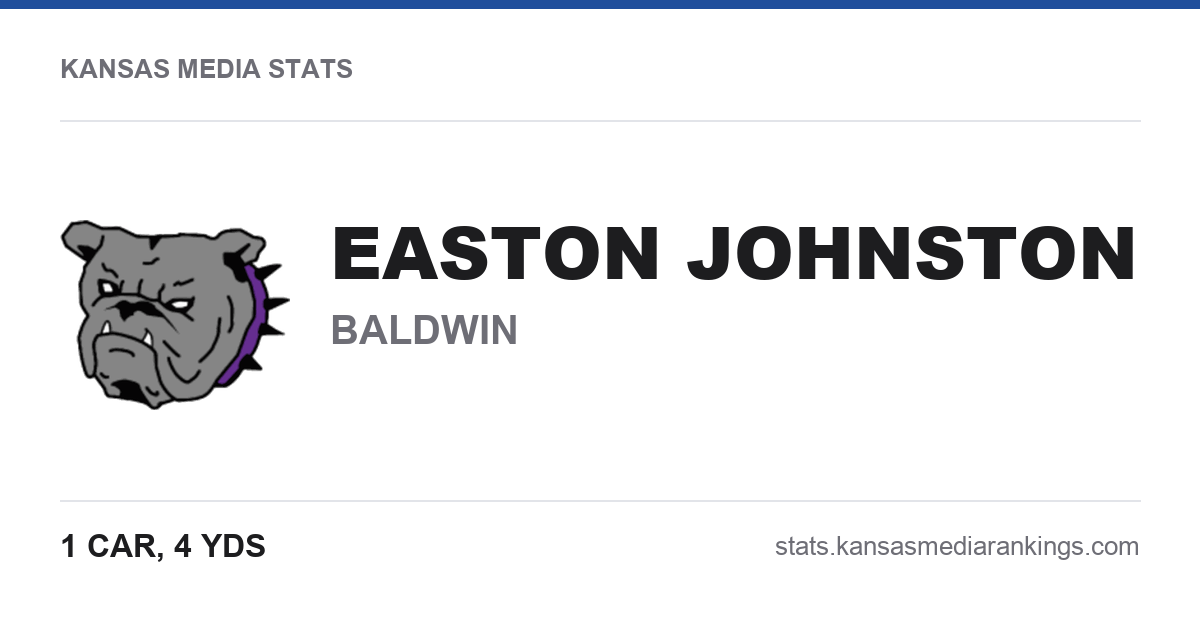 KANSAS MEDIA STATS
EASTON JOHNSTON
BALDWIN
1 CAR, 4 YDS
stats.kansasmediarankings.com